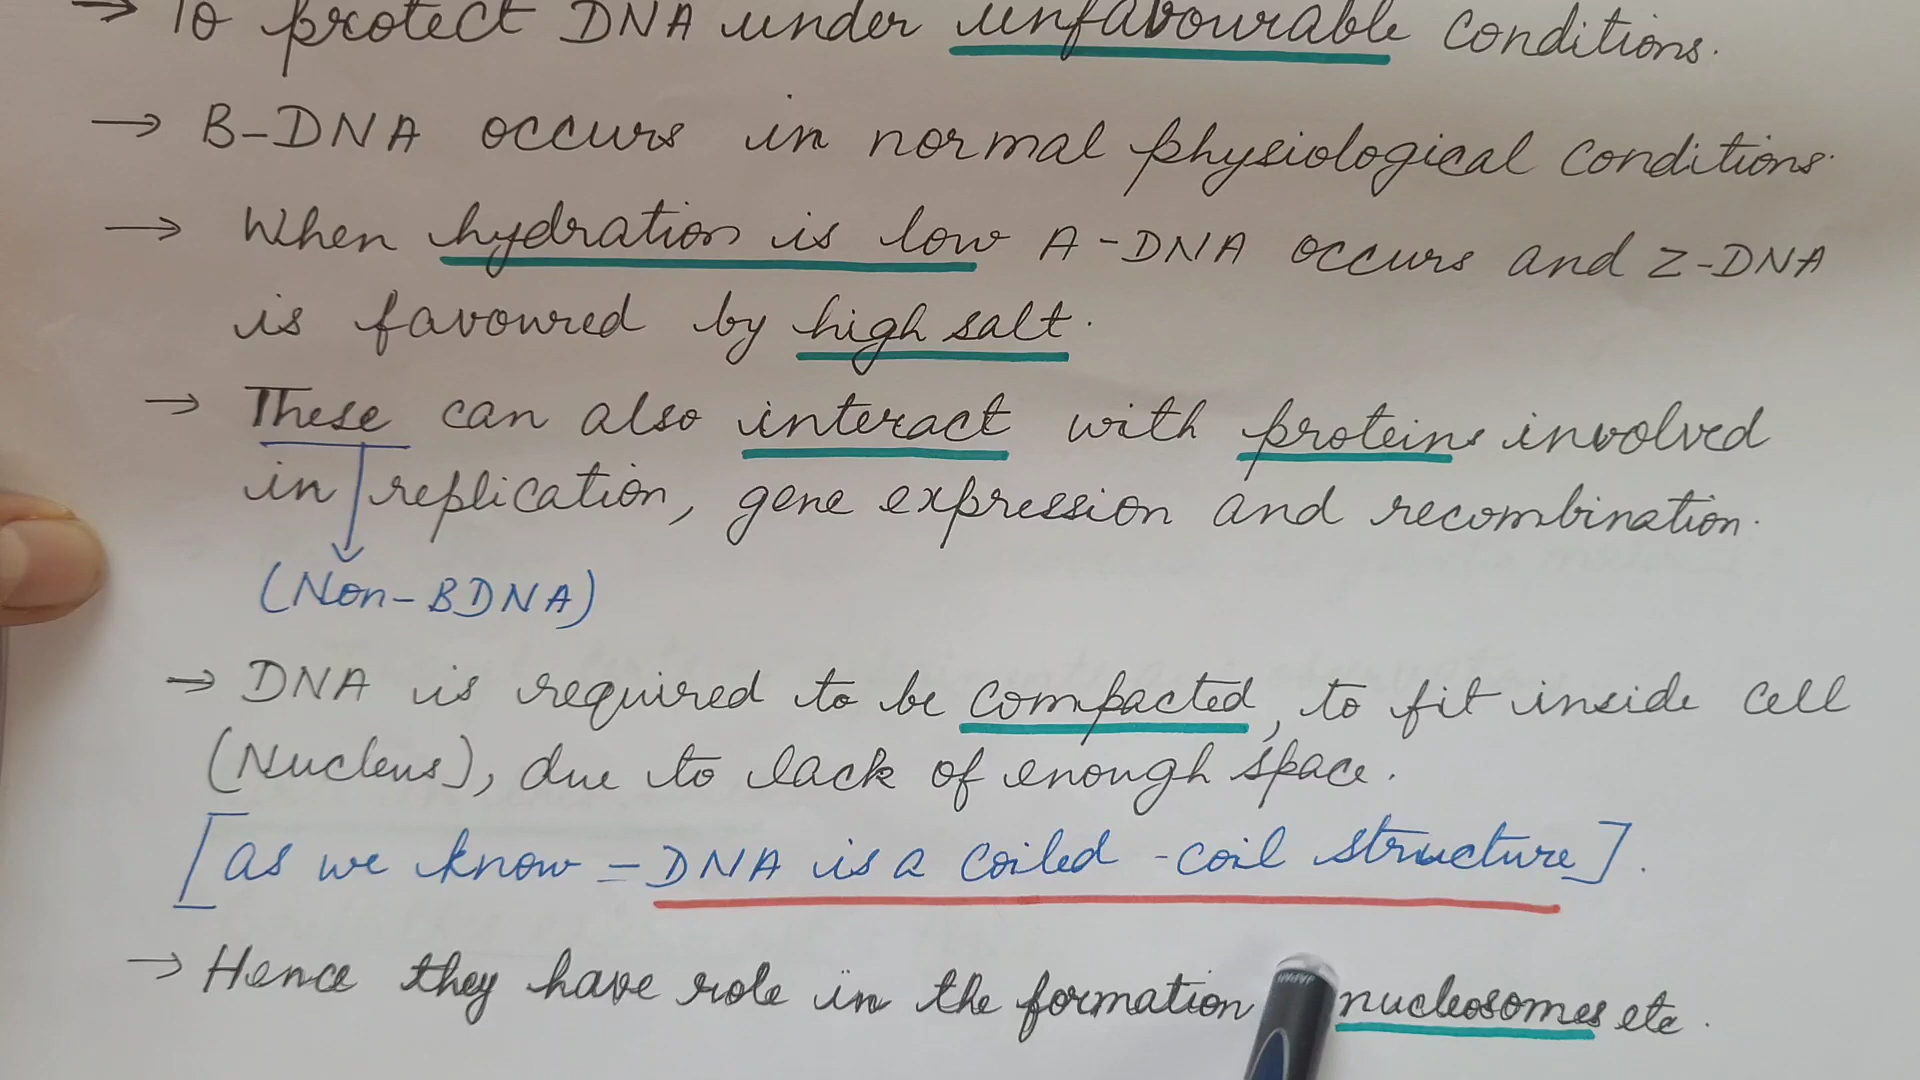 → To protect DNA under unfavourable conditions.
→ B-DNA occurs in normal physiological conditions.
→ When hydration is low A-DNA occurs and Z-DNA
is favoured by high salt.
→ These can also interact with proteins involved
in replication, gene expression and recombination.
(Non-BDNA)
→ DNA is required to be compacted, to fit inside cell
(Nucleus), due to lack of enough space.
[as we know = DNA is a coiled-coil structure].
→ Hence they have role in the formation nucleosomes etc.